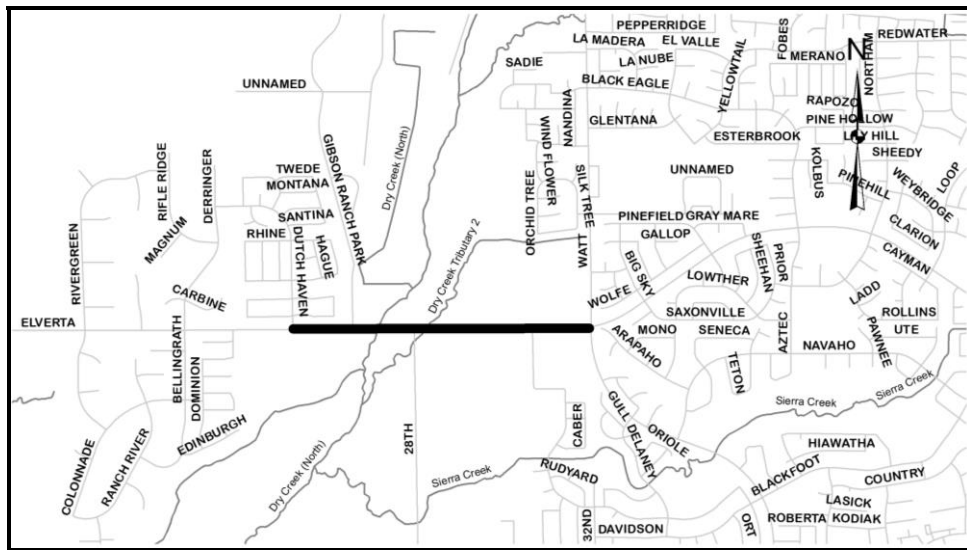 PEPPERRIDGE
LA MADERA
EL VALLE
FOBES
REDWATER
SADIE
LA NUBE
MERANO
N
NORTHAM
UNNAMED
BLACK EAGLE
YELLOWTAIL
RAPOZO
NANDINA
GLENTANA
PINE HOLLOW
WIND FLOWER
ESTERBROOK
LILY HILL
SHEEDY
GIBSON RANCH PARK
Dry Creek (North)
RIFLE RIDGE
DERRINGER
TWEDE
MONTANA
UNNAMED
KOLBUS
PINEHILL
WEYBRIDGE
LOOP
SILK TREE
ORCHID TREE
MAGNUM
SANTINA
RHINE
DUTCH HAVEN
HAGUE
Dry Creek Tributary 2
WATT
PINEFIELD
GRAY MARE
GALLOP
CLARION
CAYMAN
RIVERGREEN
BIG SKY
SHEEHAN
PRIOR
LOWTHER
CARBINE
WOLFE
LADD
SAXONVILLE
ROLLINS
ELVERTA
ARAPAHO
MONO
SENECA
AZTEC
UTE
NAVAHO
PAWNEE
BELLINGRATH
DOMINION
TETON
Sierra Creek
Sierra Creek
GULL
DELANEY
ORIOLE
CABER
COLONNADE
RANCH RIVER
EDINBURGH
28TH
HIAWATHA
Dry Creek (North)
Sierra Creek
RUDYARD
BLACKFOOT
COUNTRY
LASICK
32ND
DAVIDSON
ORT
ROBERTA
KODIAK